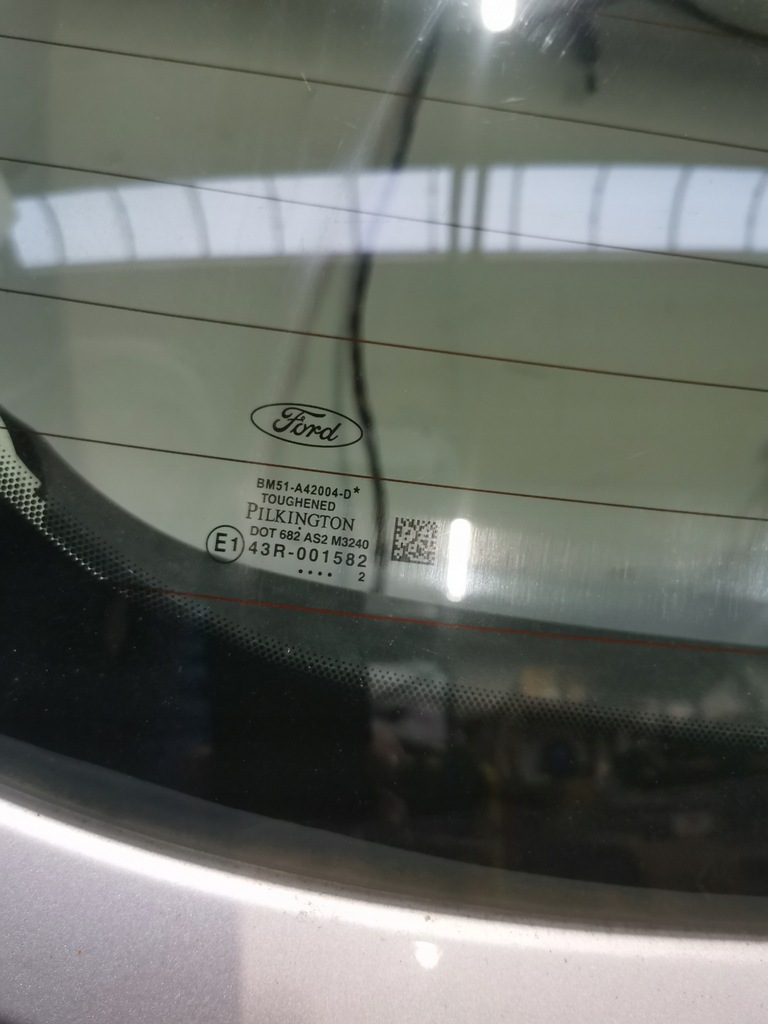 Ford
BM51-A42004-D*
TOUGHENED
PILKINGTON
DOT 682 AS2 M3240
E1 43R-001582
.... 2